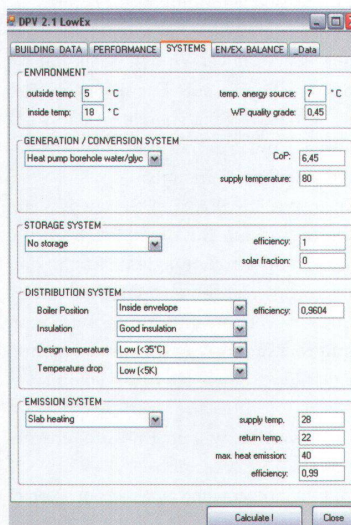 DPV 2.1 LowEx
BUILDING DATA PERFORMANCE SYSTEMS EN/EX. BALANCE _Data
ENVIRONMENT
outside temp: 5 °C temp. anergy source: 7 °C
inside temp: 18 °C WP quality grade: 0,45
GENERATION / CONVERSION SYSTEM
Heat pump borehole water/glyc CoP: 6,45
supply temperature: 80
STORAGE SYSTEM
No storage efficiency: 1
solar fraction: 0
DISTRIBUTION SYSTEM
Boiler Position Inside envelope efficiency: 0,9604
Insulation Good insulation
Design temperature Low (<35°C)
Temperature drop Low (<5K)
EMISSION SYSTEM
Slab heating supply temp. 28
return temp. 22
max. heat emission: 40
efficiency: 0,99
Calculate ! Close